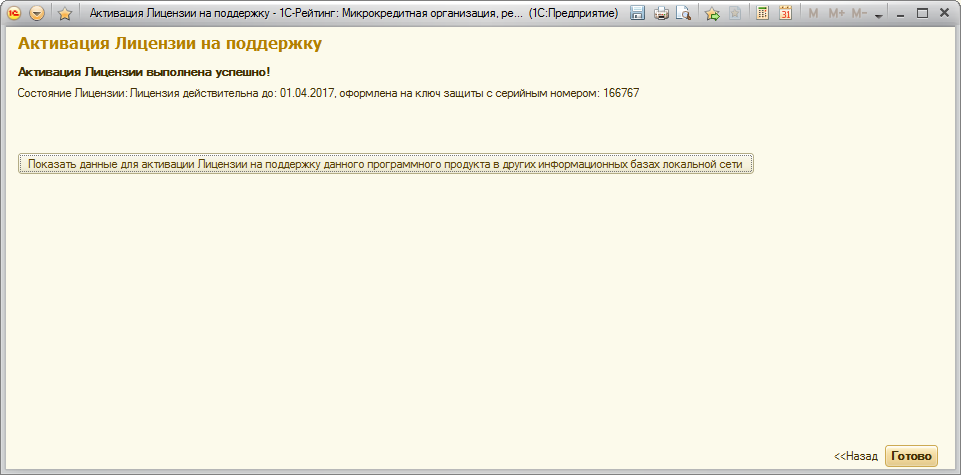 Активация Лицензии на поддержку - 1С-Рейтинг: Микрокредитная организация, ре... (1С:Предприятие)
M M+ M-
Активация Лицензии на поддержку
Активация Лицензии выполнена успешно!
Состояние Лицензии: Лицензия действительна до: 01.04.2017, оформлена на ключ защиты с серийным номером: 166767
Показать данные для активации Лицензии на поддержку данного программного продукта в других информационных базах локальной сети
<<Назад Готово